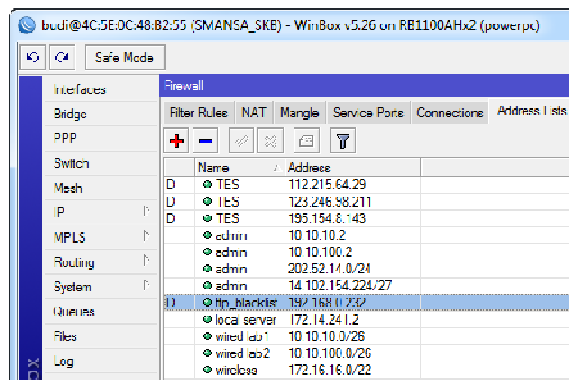 budi@4C:5E:0C:48:B2:55 (SMANSA_SKB) - WinBox v5.26 on RB1100AHx2 (powerpc)
Safe Mode
Interfaces
Bridge
PPP
Switch
Mesh
IP
MPLS
Routing
System
Queues
Files
Log
Firewall
Filter Rules NAT Mangle Service Ports Connections Address Lists
Name Address
D TES 112.215.64.29
D TES 123.246.98.211
D TES 195.154.8.143
admin 10.10.10.2
admin 10.10.100.2
admin 202.52.14.0/24
admin 14.102.154.224/27
D ftp_blacklist 192.168.0.232
local server 172.14.241.2
wired lab1 10.10.10.0/26
wired lab2 10.10.100.0/26
wireless 172.16.16.0/22